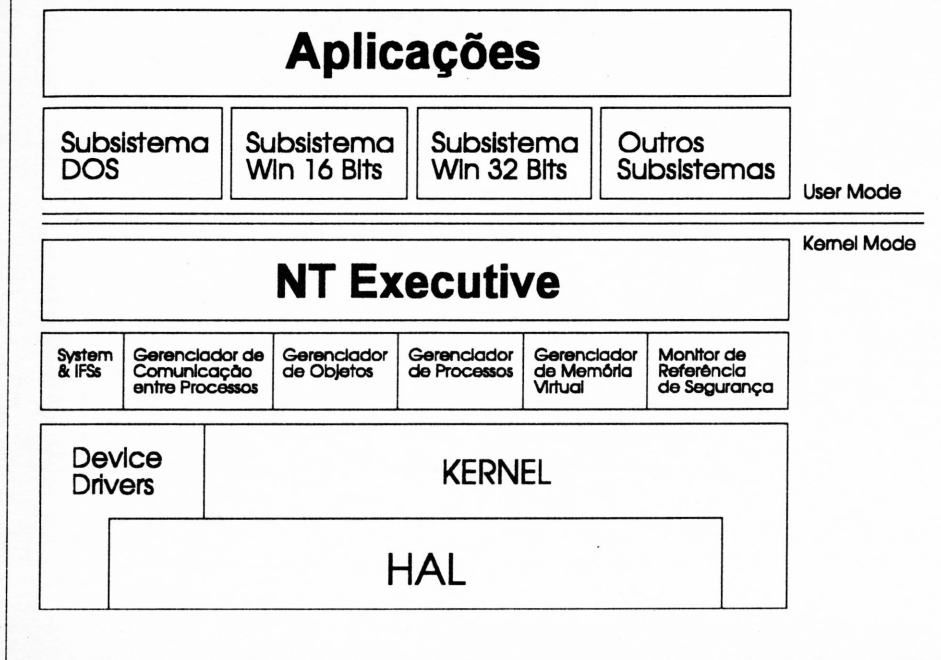 Aplicações
Subsistema
DOS
Subsistema
Win 16 Bits
Subsistema
Win 32 Bits
Outros
Subsistemas
User Mode
Kernel Mode
NT Executive
System
& IFSs
Gerenciador de
Comunicação
entre Processos
Gerenciador
de Objetos
Gerenciador
de Processos
Gerenciador
de Memória
Virtual
Monitor de
Referência
de Segurança
Device
Drivers
KERNEL
HAL